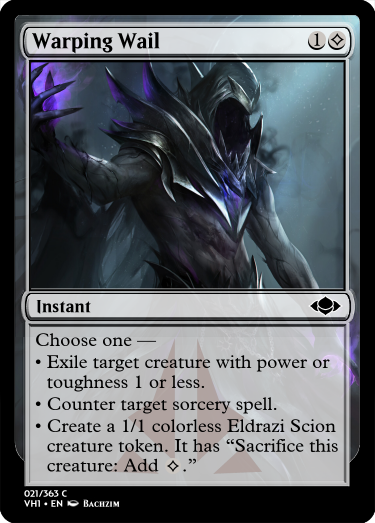 Warping Wail 1
Instant
Choose one —
• Exile target creature with power or
toughness 1 or less.
• Counter target sorcery spell.
• Create a 1/1 colorless Eldrazi Scion
creature token. It has “Sacrifice this
creature: Add ◇.”
021/363 C
VH1 • EN Bachzim